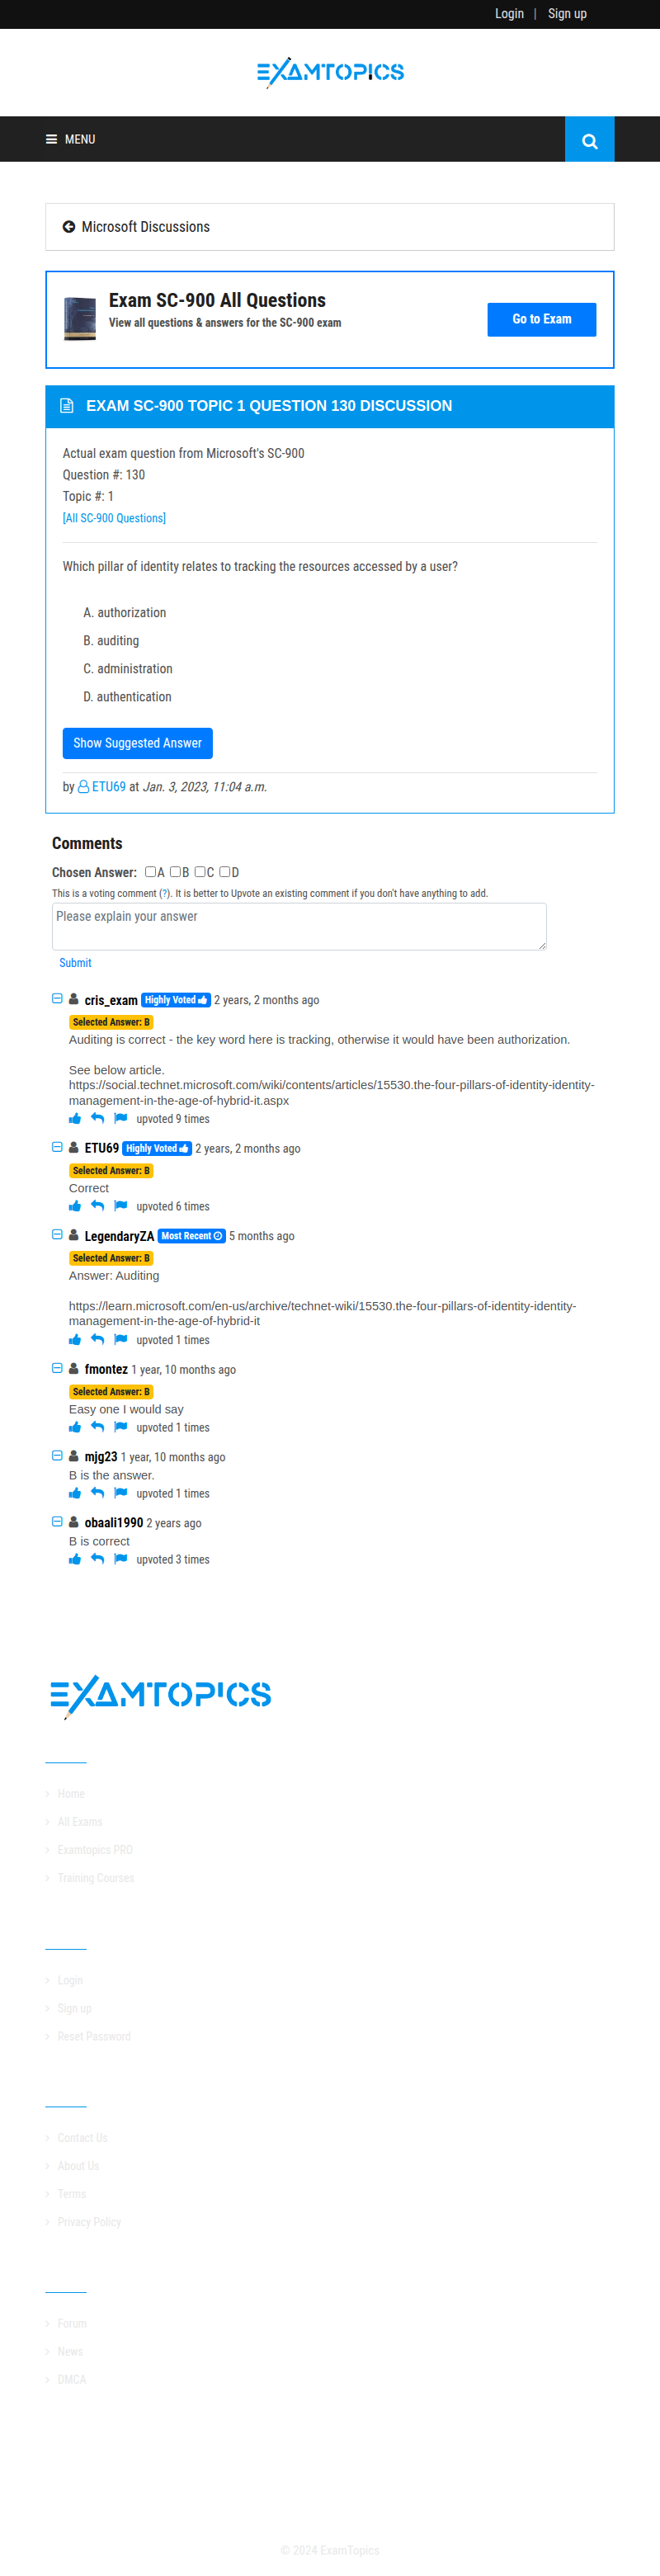 Login | Sign up
EXAMTOPICS
MENU
Microsoft Discussions
Exam SC-900 All Questions
View all questions & answers for the SC-900 exam
Go to Exam
EXAM SC-900 TOPIC 1 QUESTION 130 DISCUSSION
Actual exam question from Microsoft's SC-900
Question #: 130
Topic #: 1
[All SC-900 Questions]
Which pillar of identity relates to tracking the resources accessed by a user?
A. authorization
B. auditing
C. administration
D. authentication
Show Suggested Answer
by ETU69 at Jan. 3, 2023, 11:04 a.m.
Comments
Chosen Answer: A B C D
This is a voting comment (?). It is better to Upvote an existing comment if you don't have anything to add.
Please explain your answer
Submit
cris_exam Highly Voted 2 years, 2 months ago
Selected Answer: B
Auditing is correct - the key word here is tracking, otherwise it would have been authorization.
See below article.
https://social.technet.microsoft.com/wiki/contents/articles/15530.the-four-pillars-of-identity-identity-
management-in-the-age-of-hybrid-it.aspx
upvoted 9 times
ETU69 Highly Voted 2 years, 2 months ago
Selected Answer: B
Correct
upvoted 6 times
LegendaryZA Most Recent 5 months ago
Selected Answer: B
Answer: Auditing
https://learn.microsoft.com/en-us/archive/technet-wiki/15530.the-four-pillars-of-identity-identity-
management-in-the-age-of-hybrid-it
upvoted 1 times
fmontez 1 year, 10 months ago
Selected Answer: B
Easy one I would say
upvoted 1 times
mjg23 1 year, 10 months ago
B is the answer.
upvoted 1 times
obaali1990 2 years ago
B is correct
upvoted 3 times
EXAMTOPICS
Home
All Exams
Examtopics PRO
Training Courses
Login
Sign up
Reset Password
Contact Us
About Us
Terms
Privacy Policy
Forum
News
DMCA
© 2024 ExamTopics